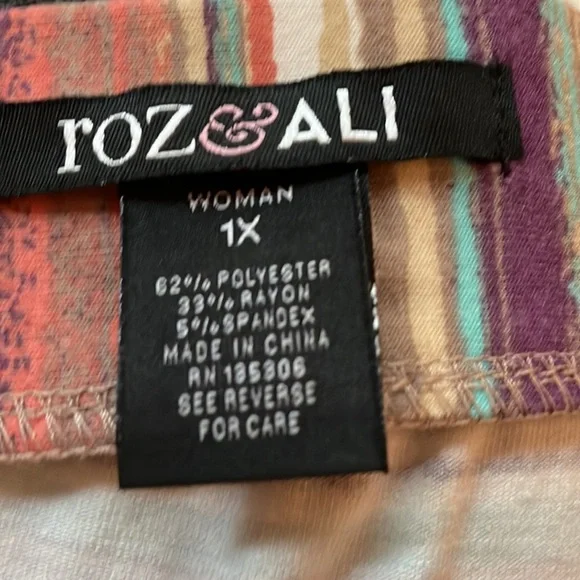 roz&ALI
WOMAN
1X
62% POLYESTER
33% RAYON
5% SPANDEX
MADE IN CHINA
RN 135306
SEE REVERSE
FOR CARE